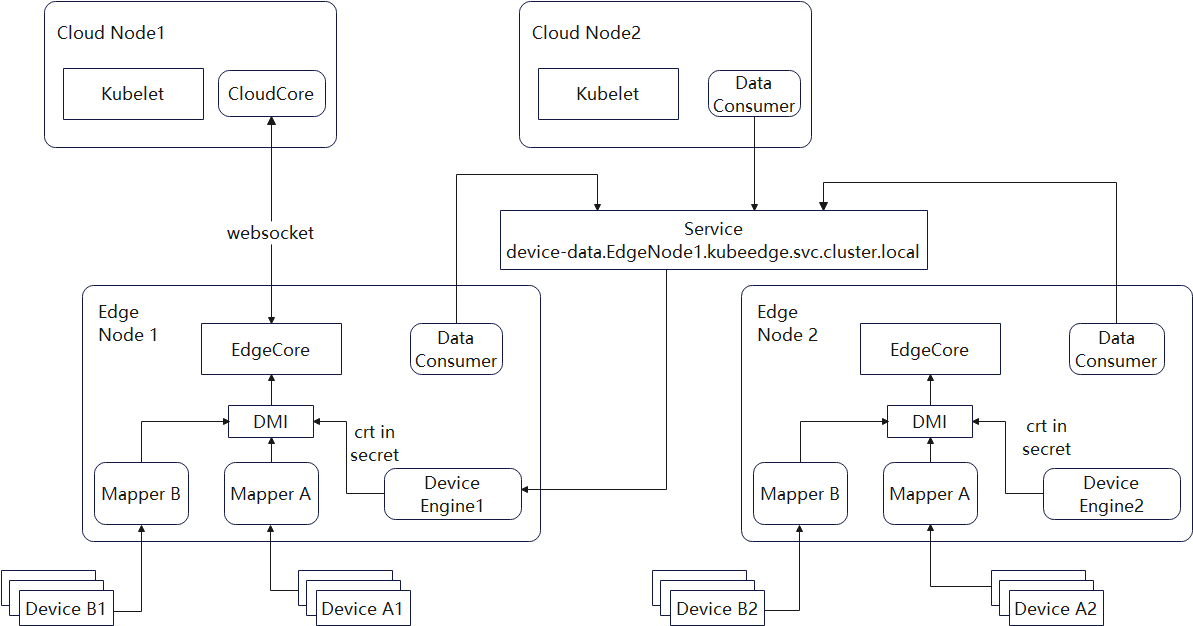 Cloud Node1
Kubelet
CloudCore
Cloud Node2
Kubelet
Data
Consumer
websocket
Service
device-data.EdgeNode1.kubeedge.svc.cluster.local
Edge
Node 1
EdgeCore
Data
Consumer
DMI
crt in
secret
Mapper B
Mapper A
Device
Engine1
Device B1
Device A1
Edge
Node 2
EdgeCore
Data
Consumer
DMI
crt in
secret
Mapper B
Mapper A
Device
Engine2
Device B2
Device A2